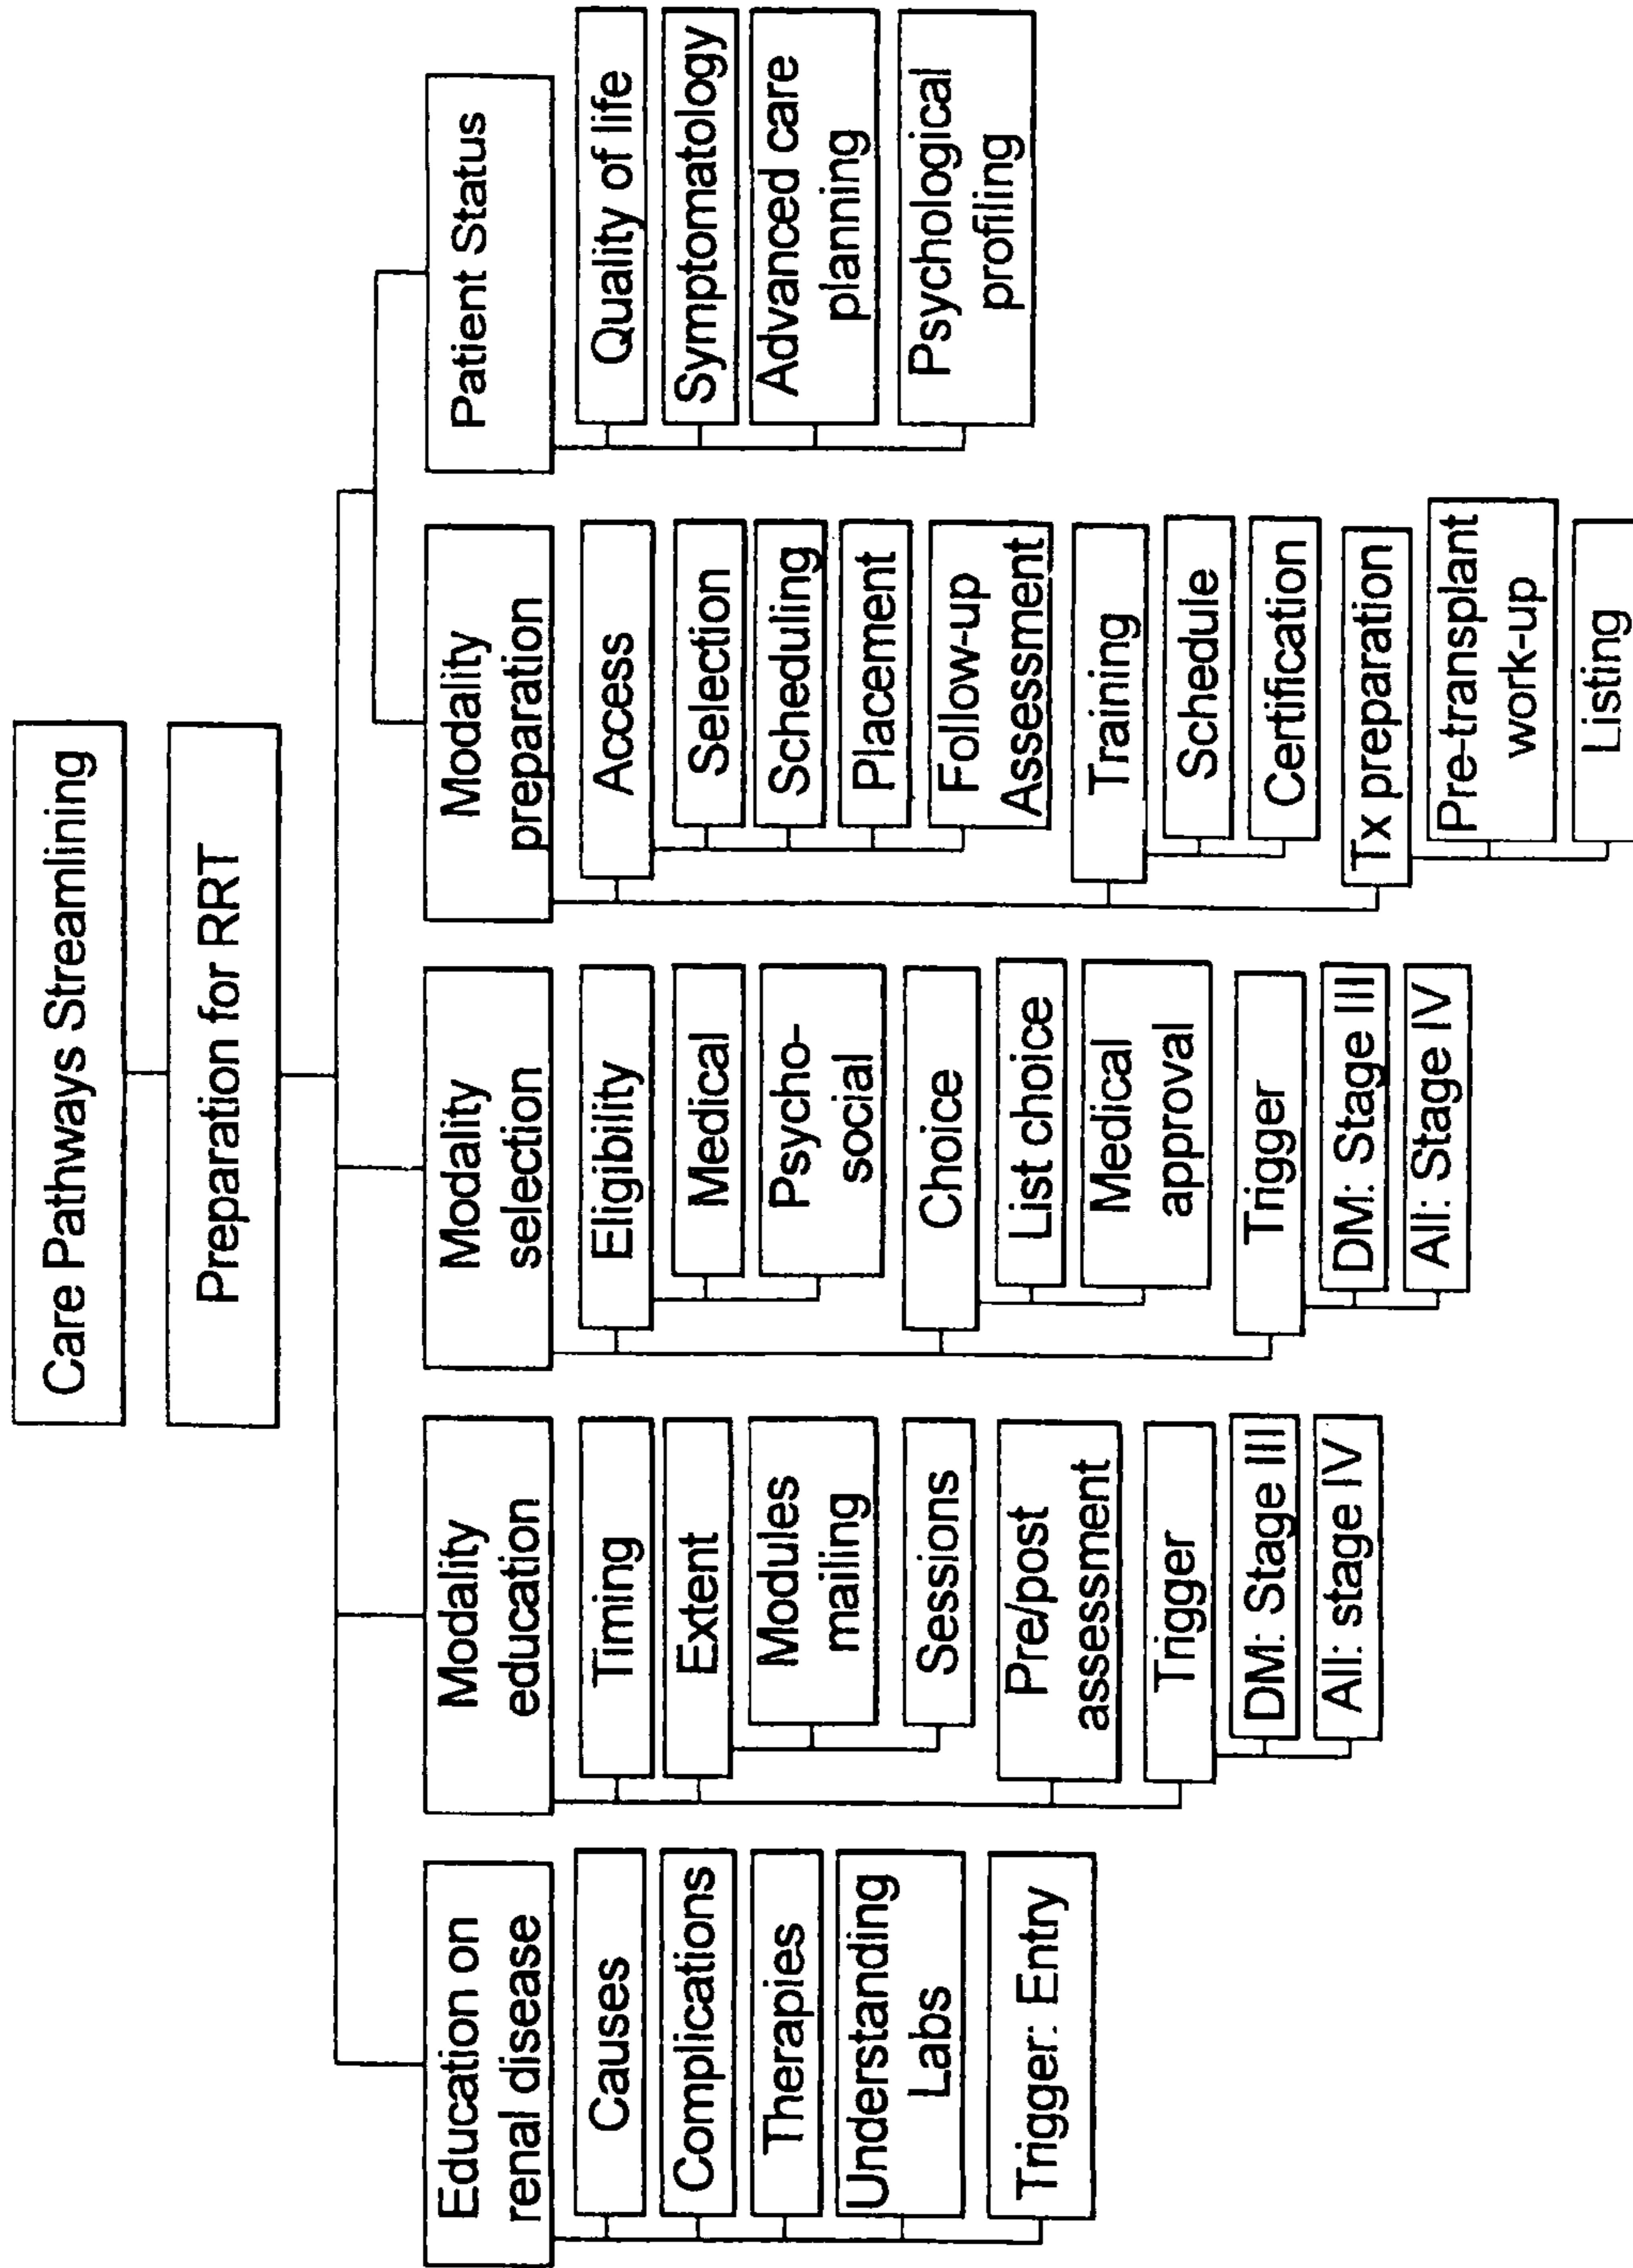 Care Pathways Streamlining
Preparation for RRT
Education on
renal disease
Causes
Complications
Therapies
Understanding
Labs
Trigger: Entry
Modality
education
Timing
Extent
Modules
mailing
Sessions
Pre/post
assessment
Trigger
DM: Stage III
All: stage IV
Modality
selection
Eligibility
Medical
Psycho-
social
Choice
List choice
Medical
approval
Trigger
DM: Stage III
All: Stage IV
Modality
preparation
Access
Selection
Scheduling
Placement
Follow-up
Assessment
Training
Schedule
Certification
Tx preparation
Pre-transplant
work-up
Listing
Patient Status
Quality of life
Symptomatology
Advanced care
planning
Psychological
profiling